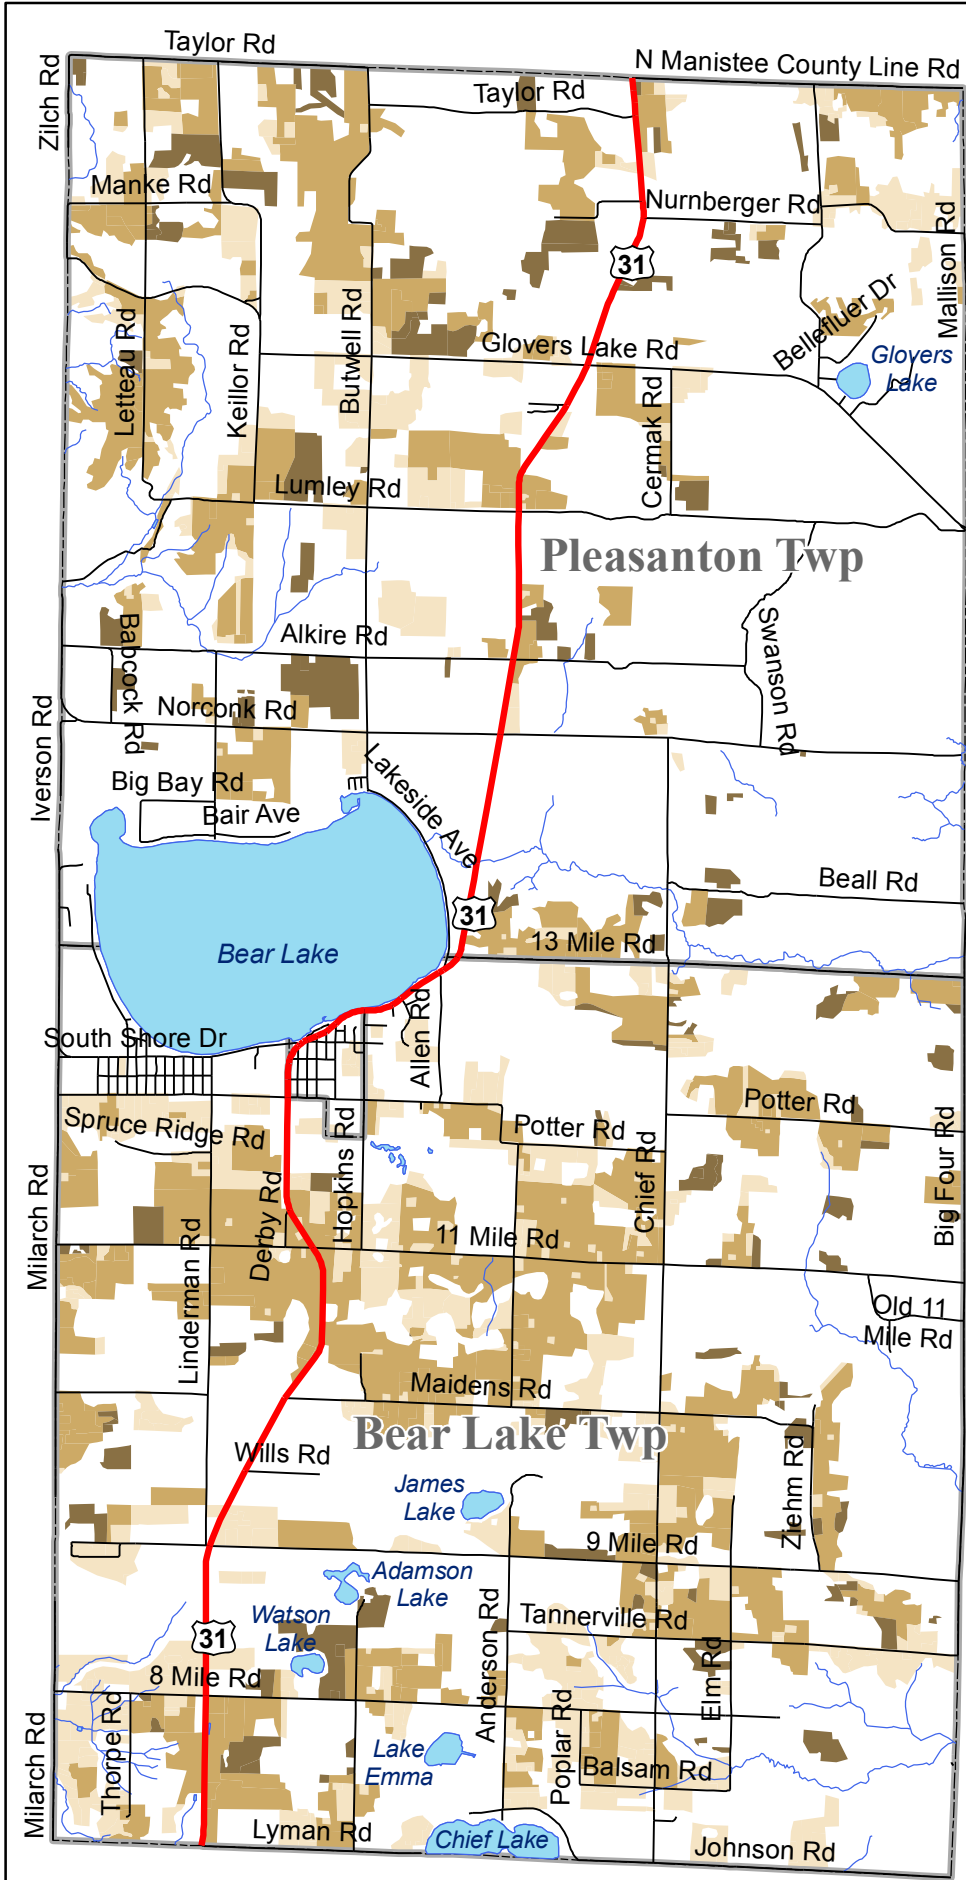 Taylor Rd
N Manistee County Line Rd
Zilch Rd
Taylor Rd
Manke Rd
Nurnberger Rd
Mallison Rd
31
Bellefluer Dr
Letteau Rd
Keillor Rd
Butwell Rd
Glovers Lake Rd
Glovers
Lake
Cermak Rd
Lumley Rd
Pleasanton Twp
Babcock Rd
Alkire Rd
Swanson Rd
Norconk Rd
Iverson Rd
Big Bay Rd
Bair Ave
Lakeside Ave
Beall Rd
31
13 Mile Rd
Bear Lake
South Shore Dr
Allen Rd
Potter Rd
Spruce Ridge Rd
Potter Rd
Hopkins Rd
Chief Rd
Big Four Rd
Milarch Rd
Derby Rd
11 Mile Rd
Linderman Rd
Old 11
Mile Rd
Maidens Rd
Bear Lake Twp
Wills Rd
Ziehm Rd
James
Lake
9 Mile Rd
Adamson
Lake
Tannerville Rd
Watson
Lake
31
Anderson Rd
Elm Rd
8 Mile Rd
Thorpe Rd
Milarch Rd
Poplar Rd
Lake
Emma
Balsam Rd
Lyman Rd
Chief Lake
Johnson Rd